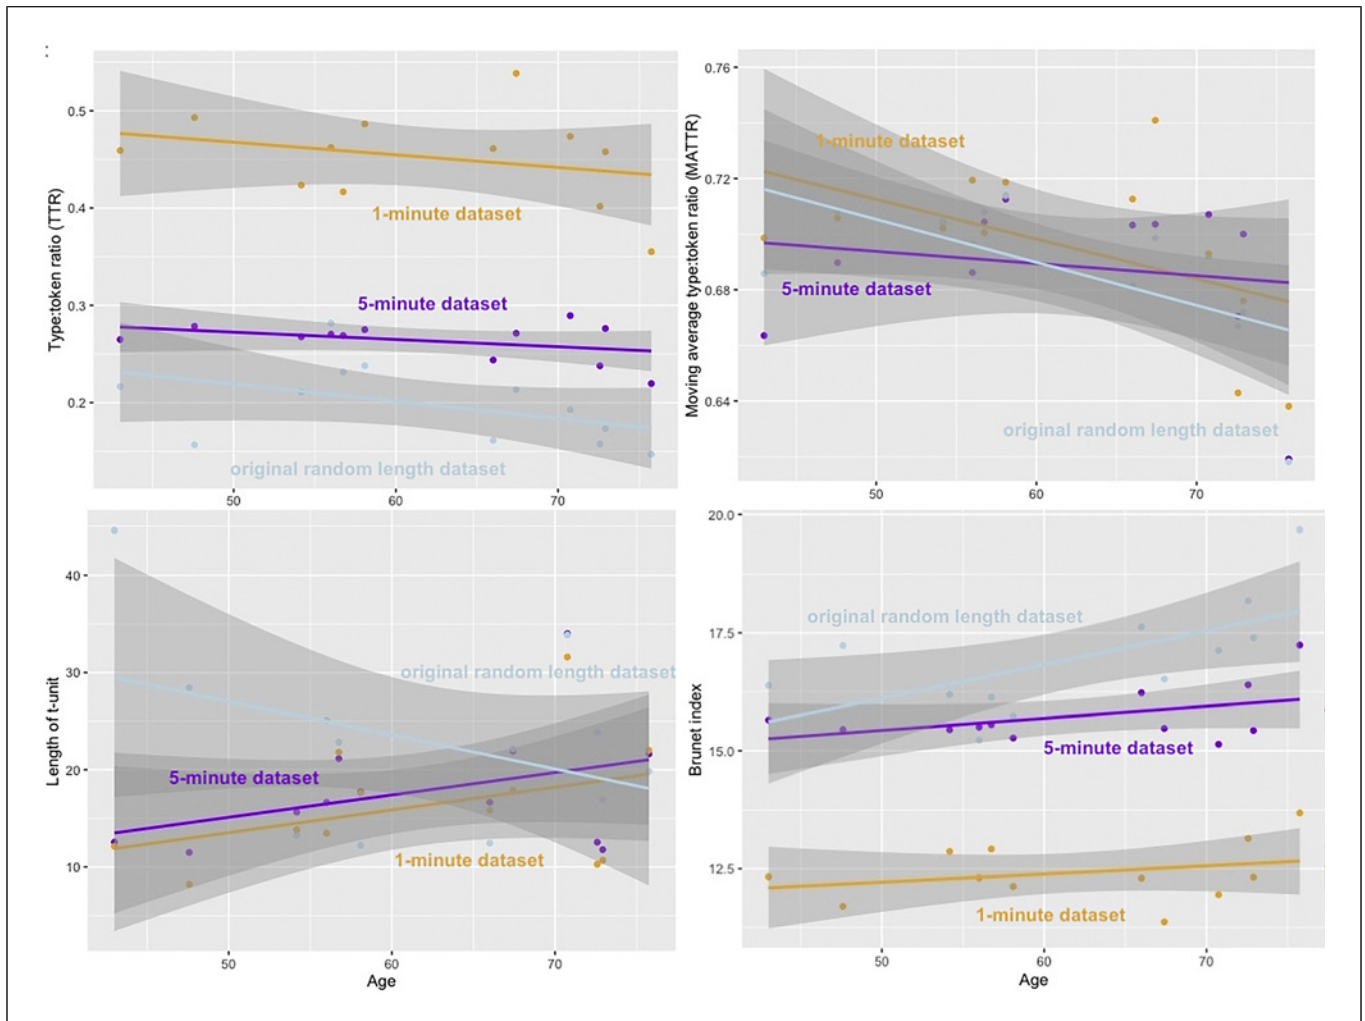 :
0.5
0.4
0.3
0.2
Type:token ratio (TTR)
1-minute dataset
5-minute dataset
original random length dataset
50
60
70
0.76
0.72
0.68
0.64
Moving average type:token ratio (MATTR)
1-minute dataset
5-minute dataset
original random length dataset
50
60
70
40
30
20
10
Length of t-unit
original random length dataset
5-minute dataset
1-minute dataset
50
60
70
Age
20.0
17.5
15.0
12.5
Brunet index
original random length dataset
5-minute dataset
1-minute dataset
50
60
70
Age